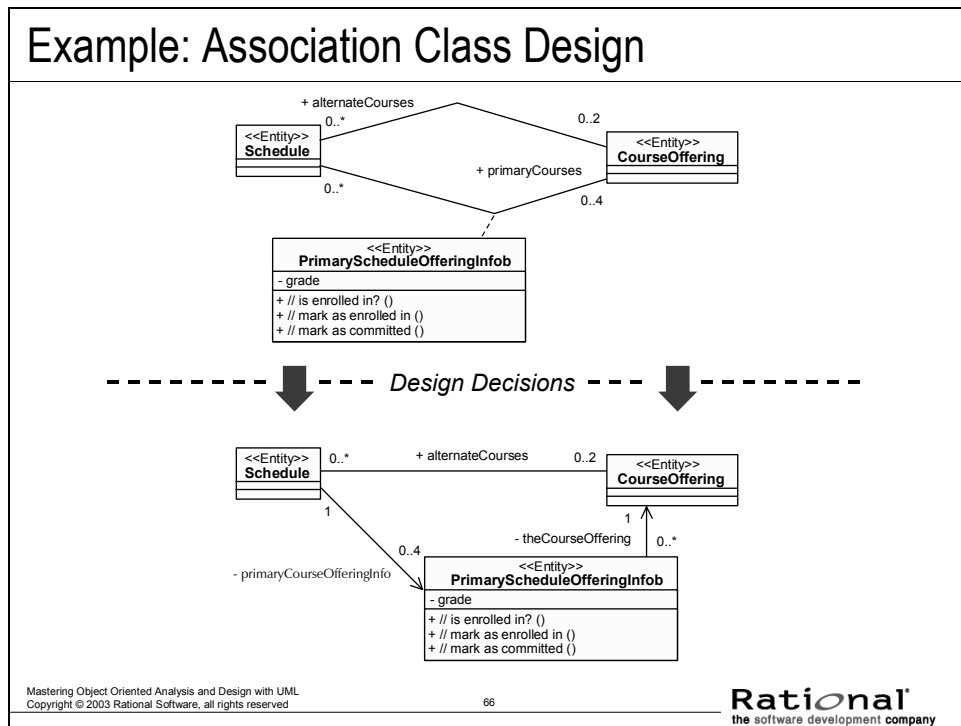 Example: Association Class Design
+ alternateCourses
0..*
0..2
<<Entity>>
Schedule
<<Entity>>
CourseOffering
+ primaryCourses
0..*
0..4
<<Entity>>
PrimaryScheduleOfferingInfob
- grade
+ // is enrolled in? ()
+ // mark as enrolled in ()
+ // mark as committed ()
Design Decisions
<<Entity>>
Schedule
0..*
+ alternateCourses
0..2
<<Entity>>
CourseOffering
1
1
- theCourseOffering
0..*
0..4
- primaryCourseOfferingInfo
<<Entity>>
PrimaryScheduleOfferingInfob
- grade
+ // is enrolled in? ()
+ // mark as enrolled in ()
+ // mark as committed ()
Mastering Object Oriented Analysis and Design with UML
Copyright © 2003 Rational Software, all rights reserved
66
Rational
the software development company